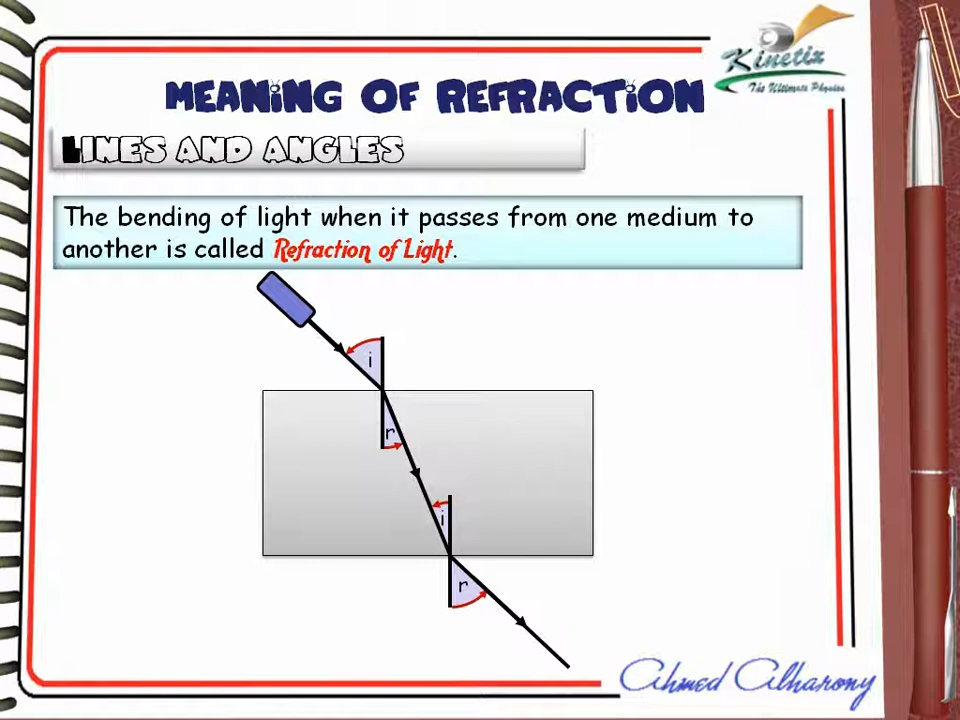 Kinetix
The Ultimate Physics
MEANING OF REFRACTION
LINES AND ANGLES
The bending of light when it passes from one medium to
another is called Refraction of Light.
i
r
i
r
Ahmed Alharony